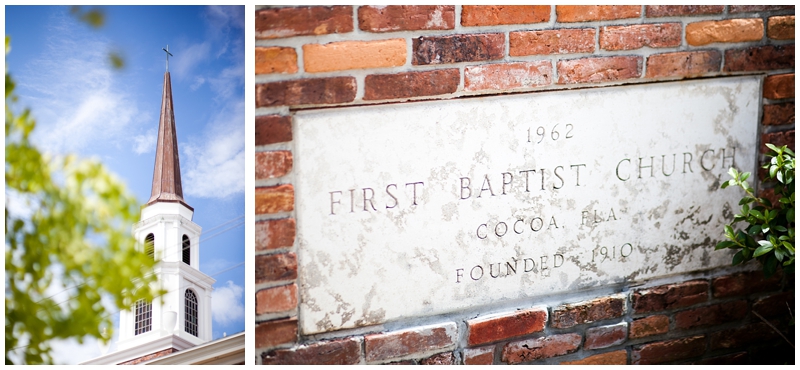 1962
FIRST BAPTIST CHURCH
COCOA, FLA
FOUNDED 1910